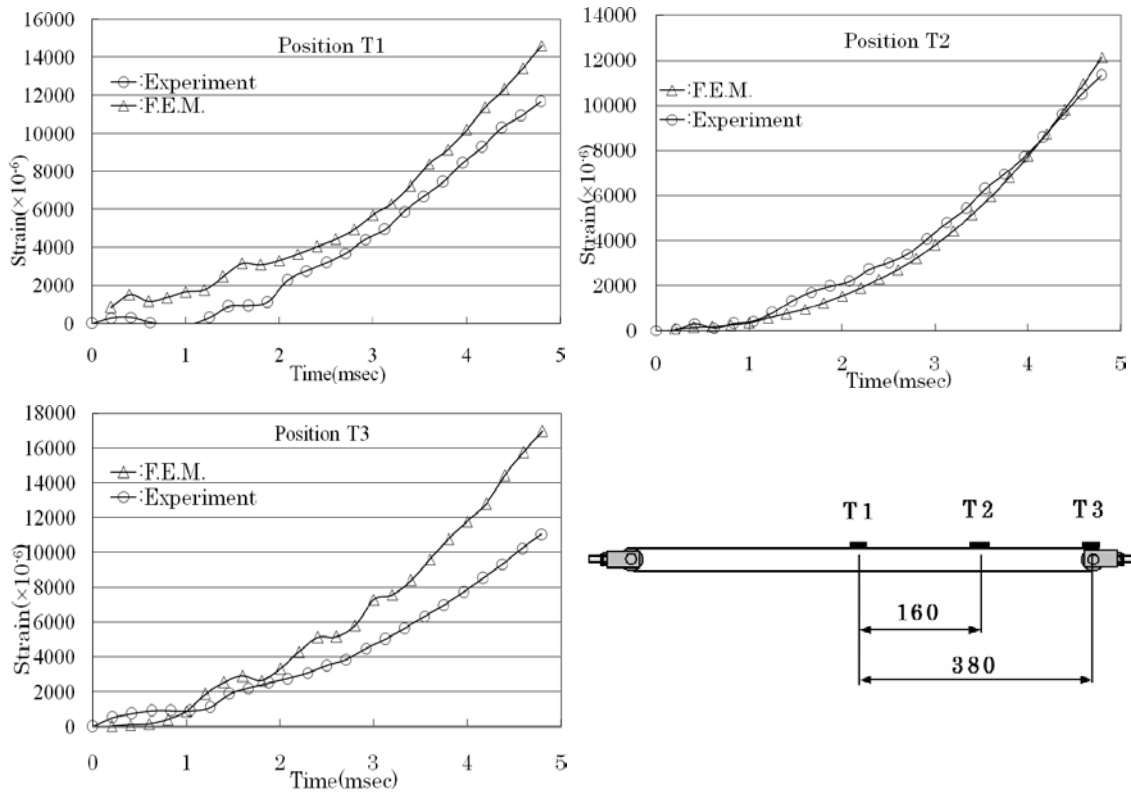 Position T1
:Experiment
:F.E.M.
16000
14000
12000
10000
8000
6000
4000
2000
0
Strain(×10⁻⁶)
0 1 2 3 4 5
Time(msec)
Position T2
:F.E.M.
:Experiment
14000
12000
10000
8000
6000
4000
2000
0
Strain(×10⁻⁶)
0 1 2 3 4 5
Time(msec)
Position T3
:F.E.M.
:Experiment
18000
16000
14000
12000
10000
8000
6000
4000
2000
0
Strain(×10⁻⁶)
0 1 2 3 4 5
Time(msec)
T1 T2 T3
160
380